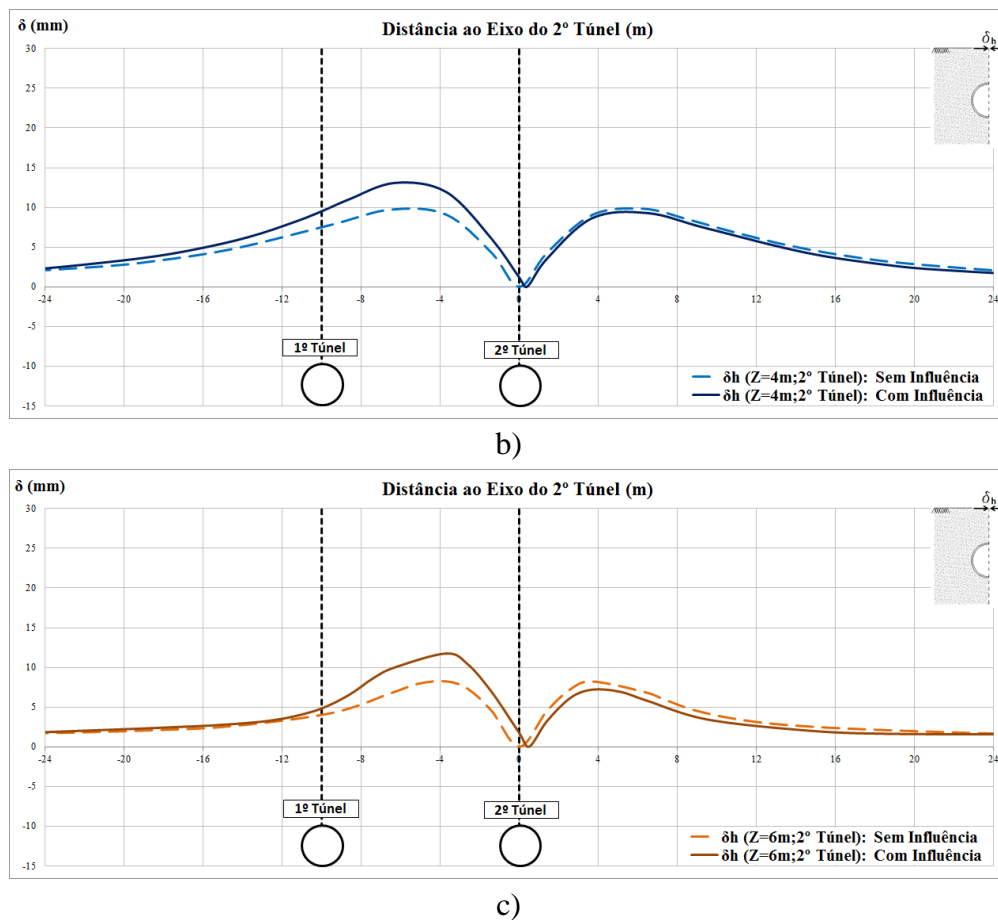 δ (mm)
Distância ao Eixo do 2º Túnel (m)
δh
30
25
20
15
10
5
0
-5
-10
-15
-24
-20
-16
-12
-8
-4
0
4
8
12
16
20
24
1º Túnel
2º Túnel
δh (Z=4m;2º Túnel): Sem Influência
δh (Z=4m;2º Túnel): Com Influência
b)
δ (mm)
Distância ao Eixo do 2º Túnel (m)
δh
30
25
20
15
10
5
0
-5
-10
-15
-24
-20
-16
-12
-8
-4
0
4
8
12
16
20
24
1º Túnel
2º Túnel
δh (Z=6m;2º Túnel): Sem Influência
δh (Z=6m;2º Túnel): Com Influência
c)